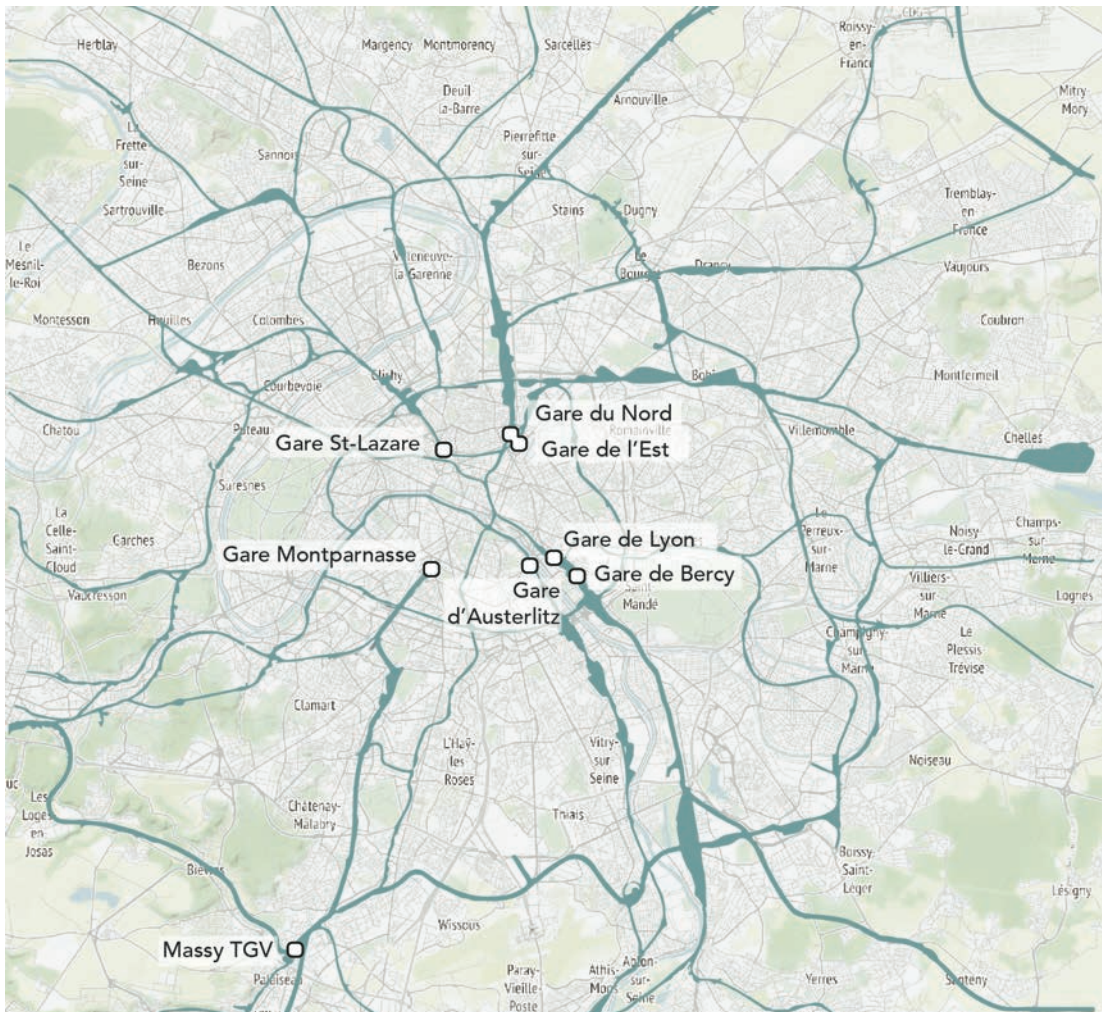 CDG
Herblay
Margency
Montmorency
Sarcelles
Roissy-
en-
France
Deuil
la-Barre
Arnouville
Mitry-
Mory
La
Frette
sur-
Seine
Sannois
Pierrefitte
sur-
Sartrouville
Stains
Dugny
Tremblay-
en-
France
Le
Mesnil-
le-Roi
Bezons
la-Garenne
Le
Drancy
Vaujours
Montesson
Houilles
Colombes
Coubron
Clichy
Courbevoie
Montfermeil
Gare du Nord
Chatou
Puteau
Gare St-Lazare
Romainville
Gare de l'Est
Villemomble
Chelles
Suresnes
La
Celle-
Saint-
Cloud
Garches
Le
Perreux-
sur-
Marne
Noisy
le-Grand
Champs-
sur-
Marne
Gare Montparnasse
Gare de Lyon
Gare de Bercy
Gare
d'Austerlitz
Saint
Mandé
Vaucresson
Villiers-
sur-
Marne
Lognes
Champigny-
sur-
Marne
Le
Plessis
Trévise
Clamart
L'Haÿ
les
Roses
Vitry-
sur
Seine
Noiseau
uc
Les
Loges
en
Josas
Châtenay-
Malabry
Thiais
Boissy-
Saint-
Léger
Bièvres
Lésigny
Wissous
Massy TGV
Palaiseau
Paray-
Vieille-
Poste
Athis-
Mons
Ablon-
sur-
Seine
Yerres
Santeny